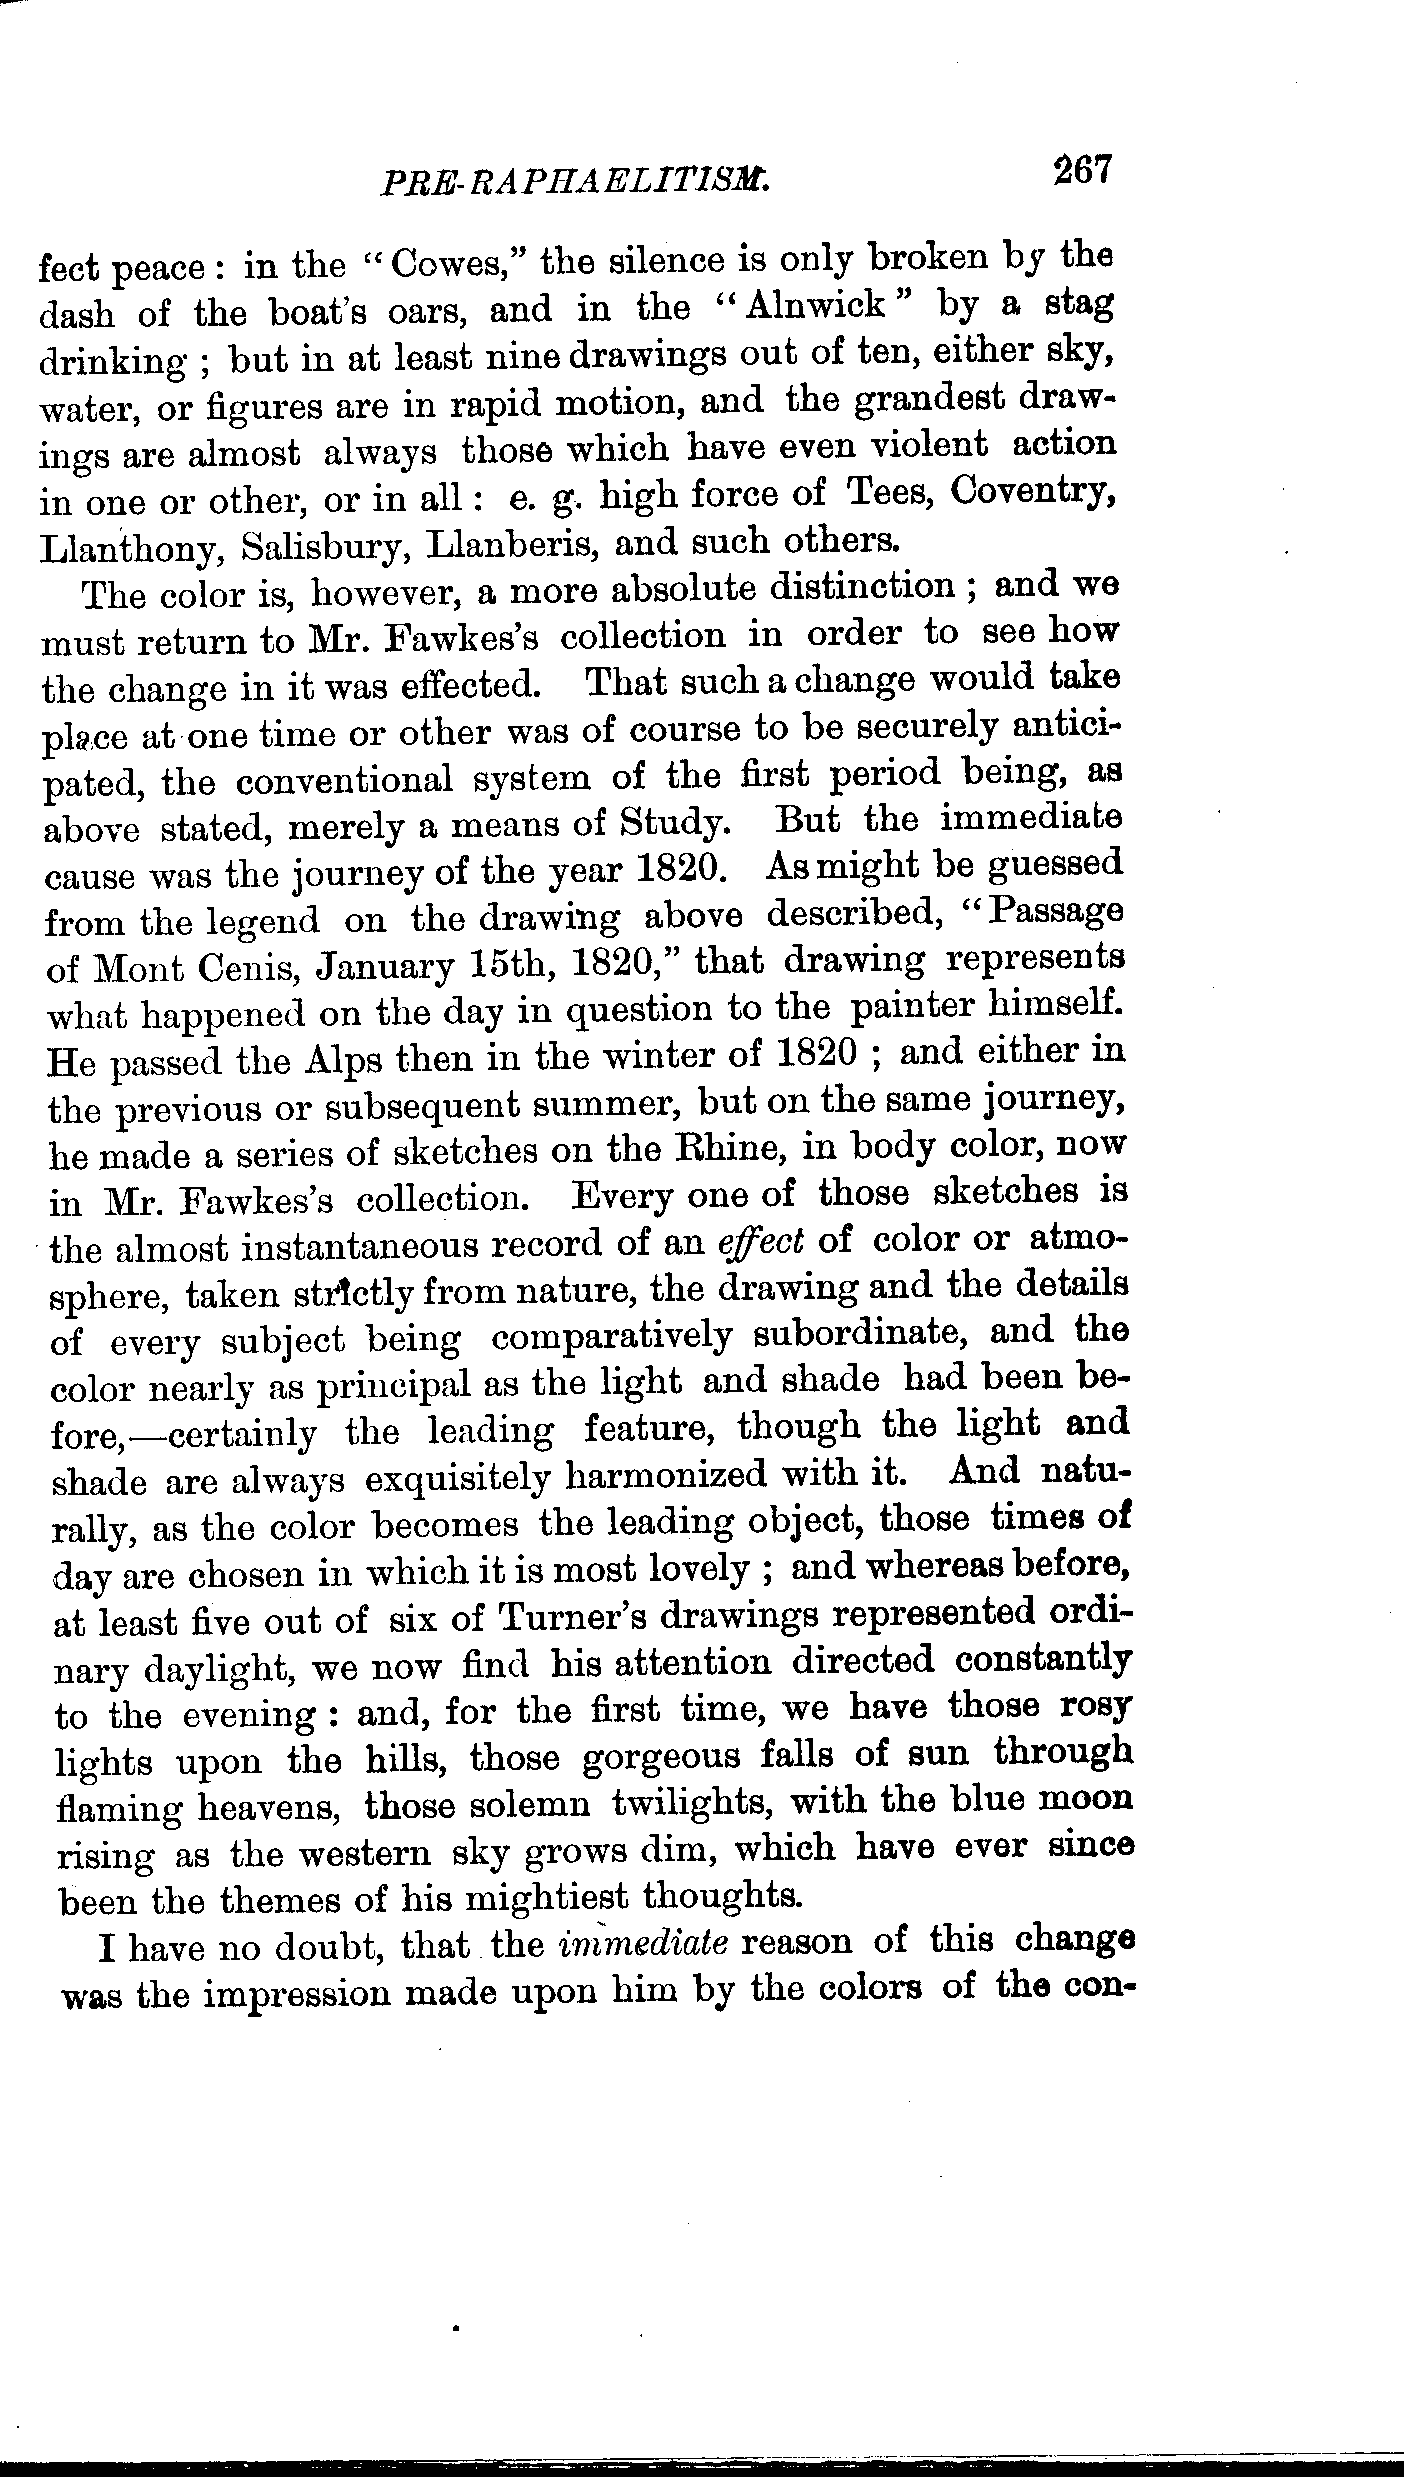 PRE-RAPHAELITISM. 267
fect peace : in the " Cowes," the silence is only broken by the
dash of the boat's oars, and in the " Alnwick " by a stag
drinking ; but in at least nine drawings out of ten, either sky,
water, or figures are in rapid motion, and the grandest draw-
ings are almost always those which have even violent action
in one or other, or in all : e. g. high force of Tees, Coventry,
Llanthony, Salisbury, Llanberis, and such others.
The color is, however, a more absolute distinction ; and we
must return to Mr. Fawkes's collection in order to see how
the change in it was effected. That such a change would take
place at one time or other was of course to be securely antici-
pated, the conventional system of the first period being, as
above stated, merely a means of Study. But the immediate
cause was the journey of the year 1820. As might be guessed
from the legend on the drawing above described, " Passage
of Mont Cenis, January 15th, 1820," that drawing represents
what happened on the day in question to the painter himself.
He passed the Alps then in the winter of 1820 ; and either in
the previous or subsequent summer, but on the same journey,
he made a series of sketches on the Rhine, in body color, now
in Mr. Fawkes's collection. Every one of those sketches is
the almost instantaneous record of an effect of color or atmo-
sphere, taken strictly from nature, the drawing and the details
of every subject being comparatively subordinate, and the
color nearly as principal as the light and shade had been be-
fore,—certainly the leading feature, though the light and
shade are always exquisitely harmonized with it. And natu-
rally, as the color becomes the leading object, those times of
day are chosen in which it is most lovely ; and whereas before,
at least five out of six of Turner's drawings represented ordi-
nary daylight, we now find his attention directed constantly
to the evening : and, for the first time, we have those rosy
lights upon the hills, those gorgeous falls of sun through
flaming heavens, those solemn twilights, with the blue moon
rising as the western sky grows dim, which have ever since
been the themes of his mightiest thoughts.
I have no doubt, that the immediate reason of this change
was the impression made upon him by the colors of the con-